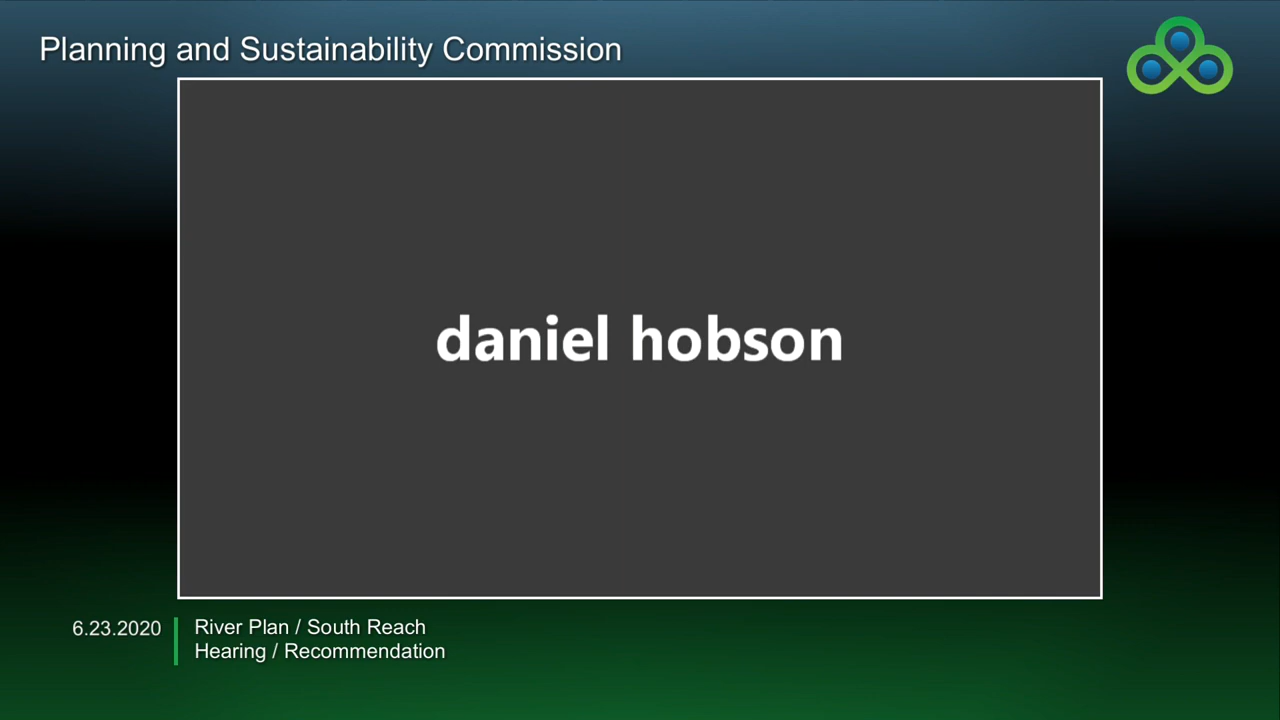 Planning and Sustainability Commission
daniel hobson
6.23.2020
River Plan / South Reach
Hearing / Recommendation